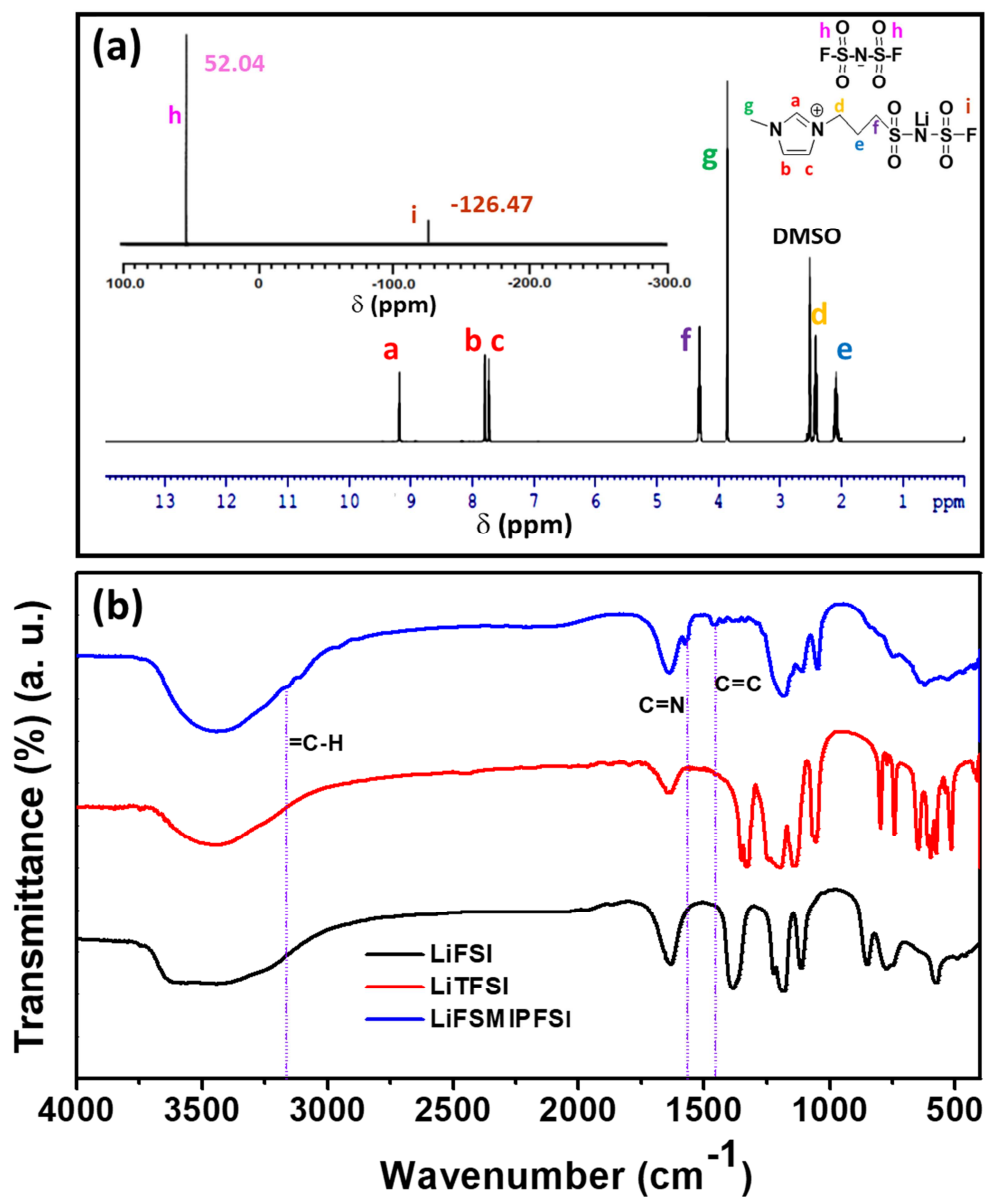 (a)
h O O h
52.04
F-S-N-S-F
-
O O
h
g a d i
O Li O
⊕ f
N N S-N-S-F
e
O O
b c
g
i -126.47
DMSO
100.0 0 -100.0 -200.0 -300.0
δ (ppm)
a b c f d e
13 12 11 10 9 8 7 6 5 4 3 2 1 ppm
δ (ppm)
(b)
C=C
C=N
=C-H
LiFSI
LiTFSI
LiFSMIPFSI
Transmittance (%) (a. u.)
4000 3500 3000 2500 2000 1500 1000 500
Wavenumber (cm-1)